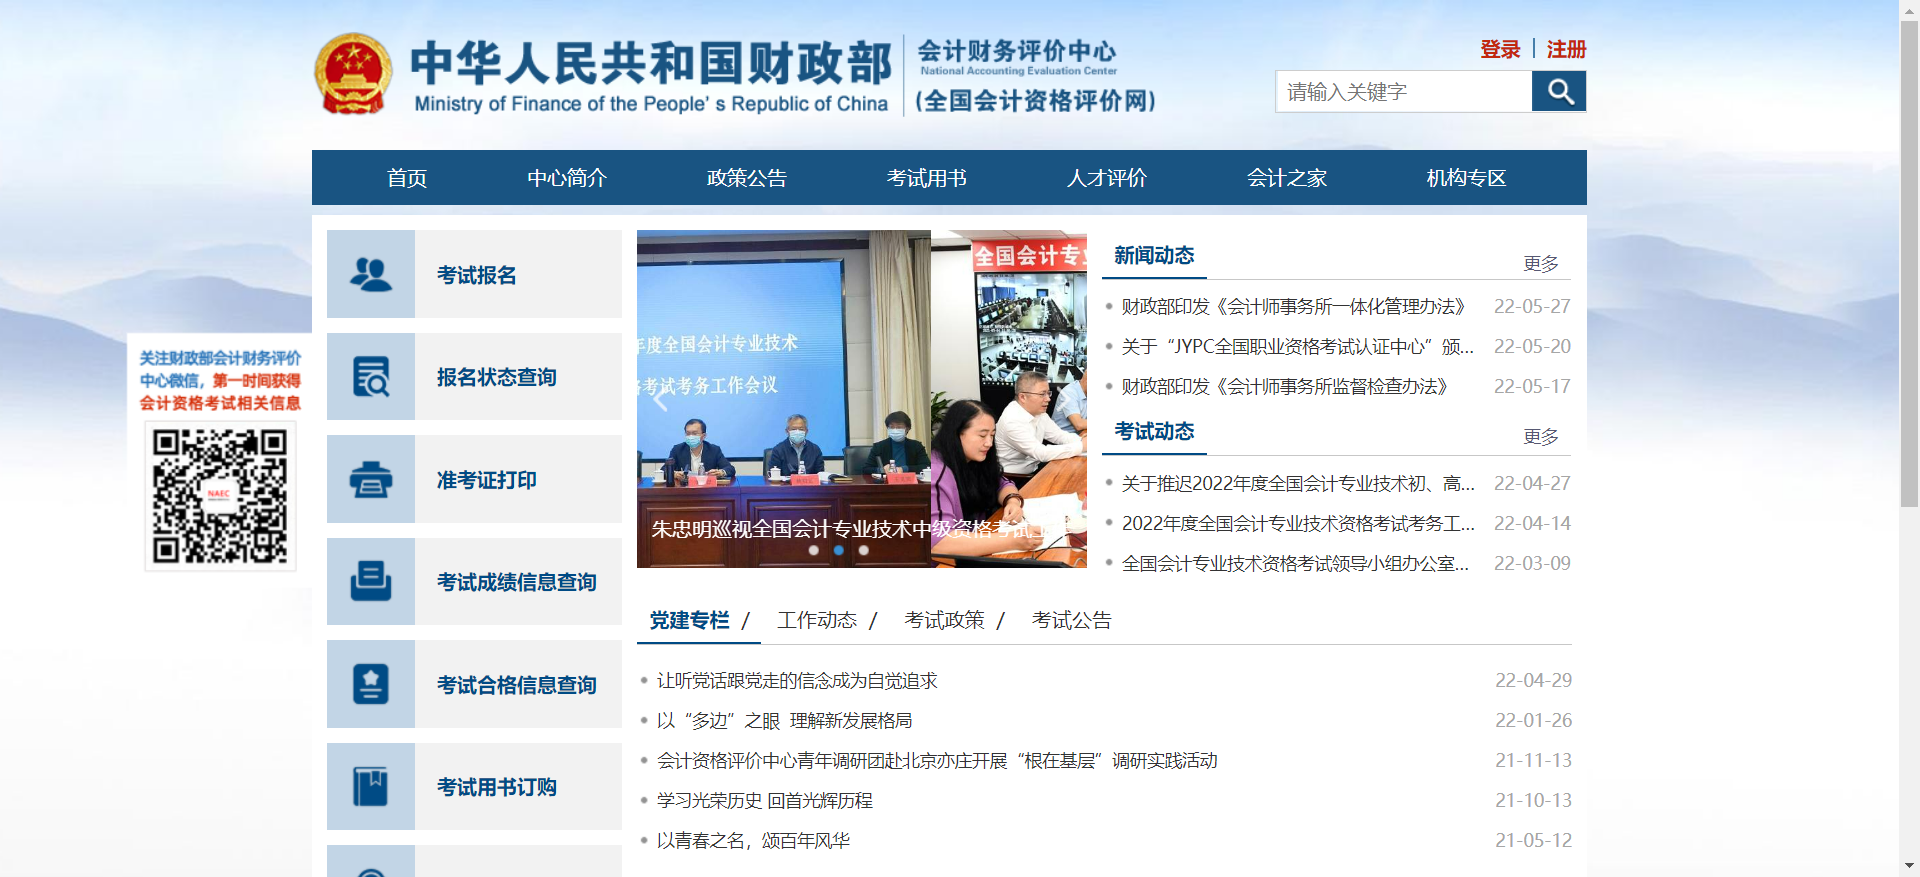 中华人民共和国财政部
Ministry of Finance of the People's Republic of China
会计财务评价中心
National Accounting Evaluation Center
(全国会计资格评价网)
登录
注册
请输入关键字
首页
中心简介
政策公告
考试用书
人才评价
会计之家
机构专区
关注财政部会计财务评价
中心微信，第一时间获得
会计资格考试相关信息
NAEC
考试报名
报名状态查询
准考证打印
考试成绩信息查询
考试合格信息查询
考试用书订购
年度全国会计专业技术
格考试考务工作会议
全国会计专业
朱忠明巡视全国会计专业技术中级资格考试工
新闻动态
更多
财政部印发《会计师事务所一体化管理办法》 22-05-27
关于“JYPC全国职业资格考试认证中心”颁... 22-05-20
财政部印发《会计师事务所监督检查办法》 22-05-17
考试动态
更多
关于推迟2022年度全国会计专业技术初、高... 22-04-27
2022年度全国会计专业技术资格考试考务工... 22-04-14
全国会计专业技术资格考试领导小组办公室... 22-03-09
党建专栏 / 工作动态 / 考试政策 / 考试公告
让听党话跟党走的信念成为自觉追求 22-04-29
以“多边”之眼 理解新发展格局 22-01-26
会计资格评价中心青年调研团赴北京亦庄开展“根在基层”调研实践活动 21-11-13
学习光荣历史 回首光辉历程 21-10-13
以青春之名，颂百年风华 21-05-12